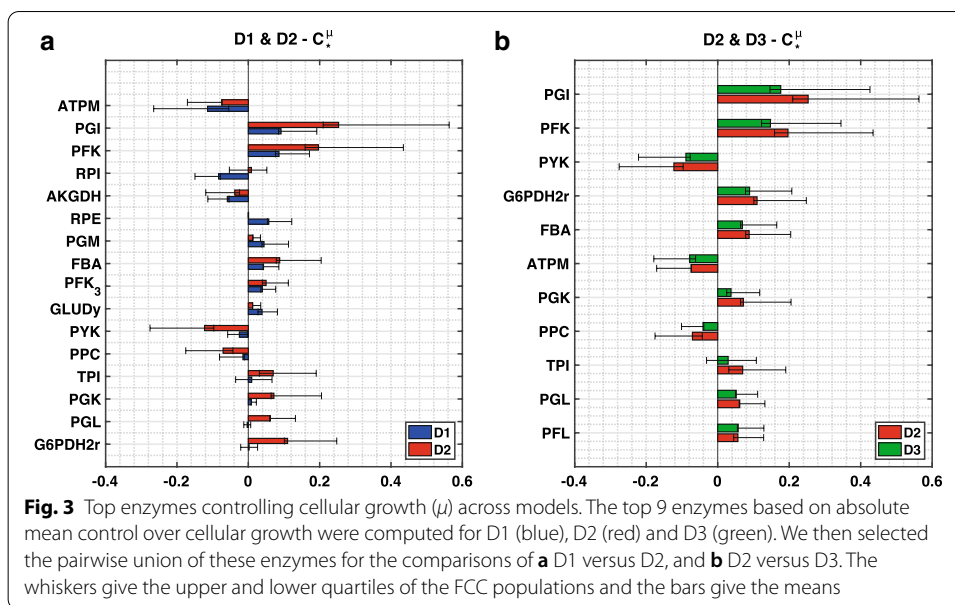 a
D1 & D2 - C⋆^μ
ATPM
PGI
PFK
RPI
AKGDH
RPE
PGM
FBA
PFK3
GLUDy
PYK
PPC
TPI
PGK
PGL
G6PDH2r
D1
D2
-0.4 -0.2 0 0.2 0.4 0.6
b
D2 & D3 - C⋆^μ
PGI
PFK
PYK
G6PDH2r
FBA
ATPM
PGK
PPC
TPI
PGL
PFL
D2
D3
-0.4 -0.2 0 0.2 0.4 0.6
Fig. 3 Top enzymes controlling cellular growth (μ) across models. The top 9 enzymes based on absolute
mean control over cellular growth were computed for D1 (blue), D2 (red) and D3 (green). We then selected
the pairwise union of these enzymes for the comparisons of a D1 versus D2, and b D2 versus D3. The
whiskers give the upper and lower quartiles of the FCC populations and the bars give the means